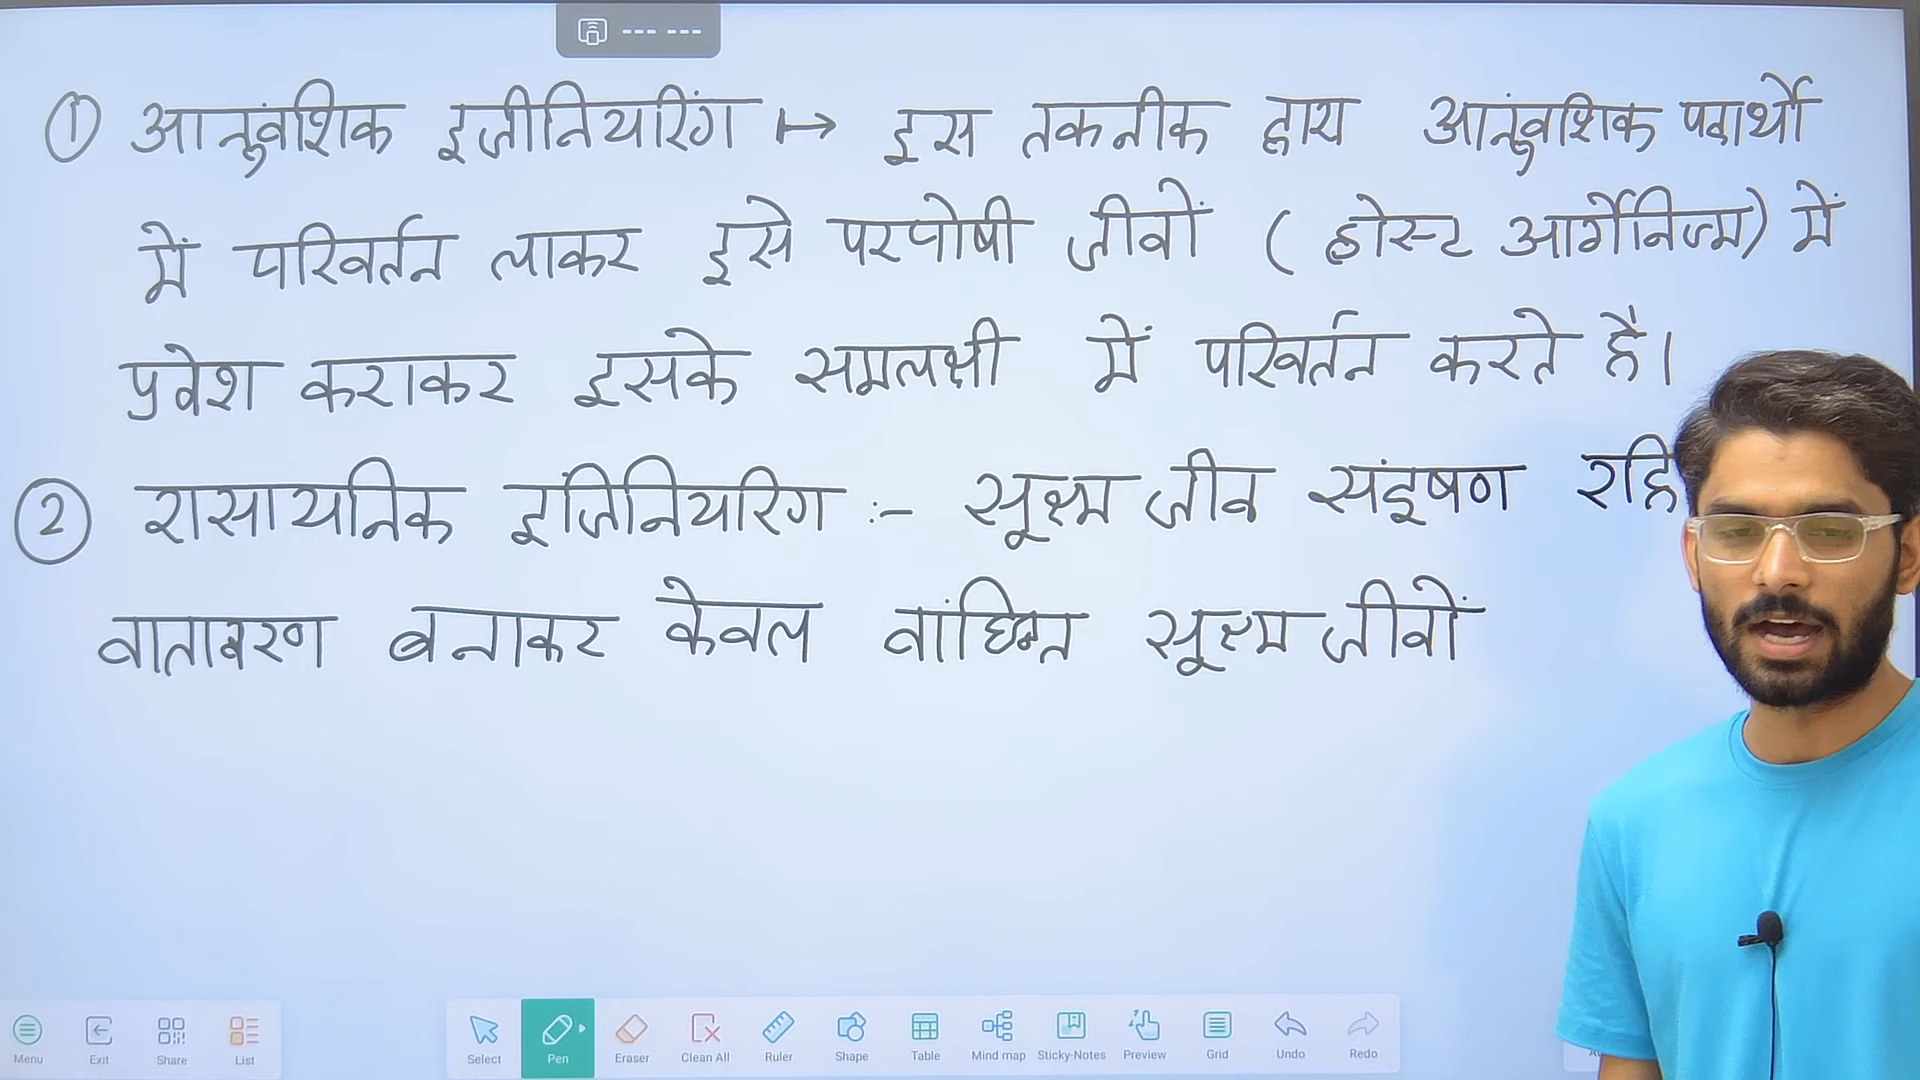 --- ---
① आनुवंशिक इंजीनियरिंग ↦ इस तकनीक द्वारा आनुवंशिक पदार्थो
में परिवर्तन लाकर इसे परपोषी जीवों ( होस्ट आर्गेनिज्म) में
प्रवेश कराकर इसके समलक्षी में परिवर्तन करते है।
② रासायनिक इंजिनियरिंग :- सूक्ष्म जीव संदूषण रहि
वातावरण बनाकर केवल वांछित सूक्ष्म जीवों
Menu Exit Share List Select Pen Eraser Clean All Ruler Shape Table Mind map Sticky-Notes Preview Grid Undo Redo